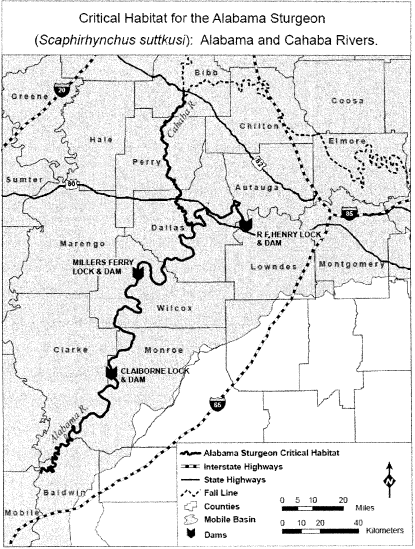 Critical Habitat for the Alabama Sturgeon
(Scaphirhynchus suttkusi): Alabama and Cahaba Rivers.
Bibb
Greene
20
Coosa
Cahaba R.
Chilton
Elmore
Hale
Perry
82
Sumter
80
Autauga
85
Dallas
R F HENRY LOCK
& DAM
Marengo
MILLERS FERRY
LOCK & DAM
Lowndes
Montgomery
Wilcox
Clarke
Monroe
CLAIBORNE LOCK
& DAM
65
Alabama R.
Baldwin
Mobile
Alabama Sturgeon Critical Habitat
Interstate Highways
State Highways
Fall Line
Counties
Mobile Basin
Dams
N
0 5 10 20
Miles
0 10 20 40
Kilometers